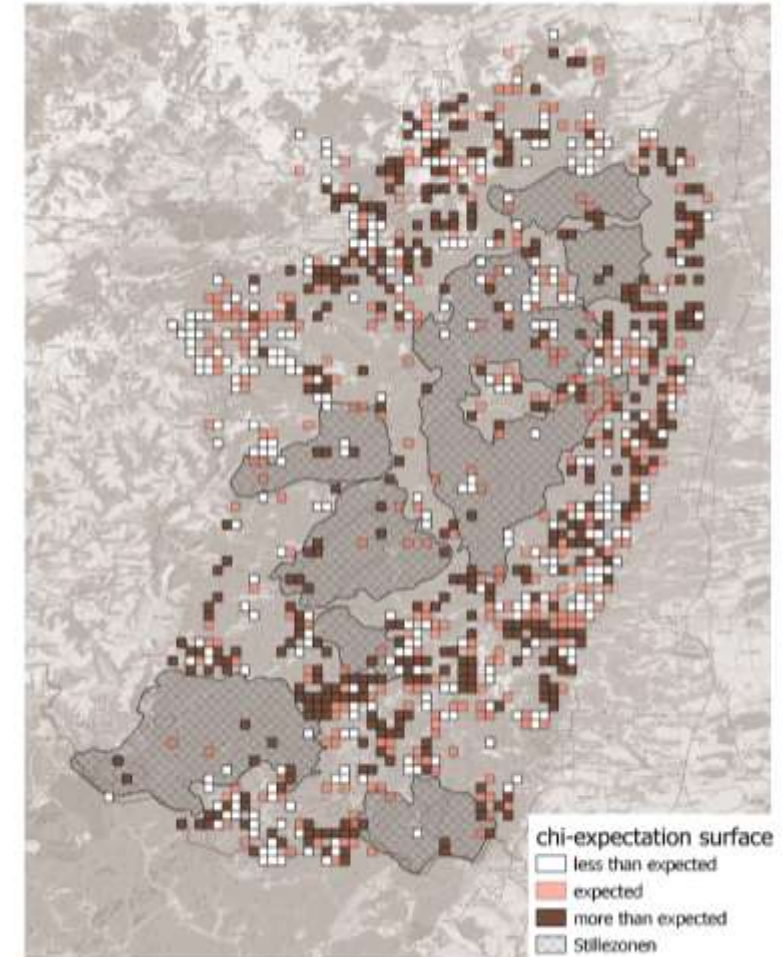 chi-expectation surface
less than expected
expected
more than expected
Stillezonen